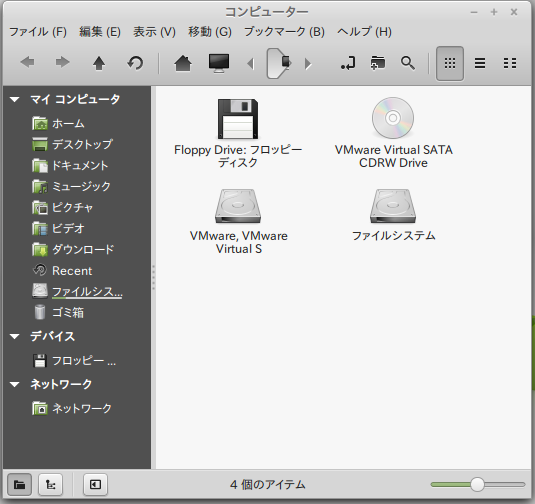 コンピューター
ファイル (F) 編集 (E) 表示 (V) 移動 (G) ブックマーク (B) ヘルプ (H)
マイ コンピュータ
ホーム
デスクトップ
ドキュメント
ミュージック
ピクチャ
ビデオ
ダウンロード
Recent
ファイルシス...
ゴミ箱
デバイス
フロッピー ...
ネットワーク
ネットワーク
Floppy Drive: フロッピー
ディスク
VMware Virtual SATA
CDRW Drive
VMware, VMware
Virtual S
ファイルシステム
4 個のアイテム